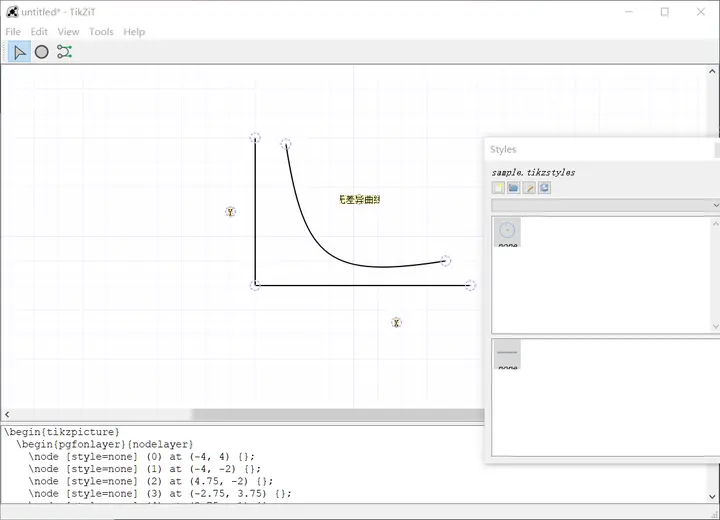 untitled* - TikZiT
File Edit View Tools Help
Styles
sample.tikzstyles
无差异曲线
Y
none
X
none
\begin{tikzpicture}
\begin{pgfonlayer}{nodelayer}
\node [style=none] (0) at (-4, 4) {};
\node [style=none] (1) at (-4, -2) {};
\node [style=none] (2) at (4.75, -2) {};
\node [style=none] (3) at (-2.75, 3.75) {};